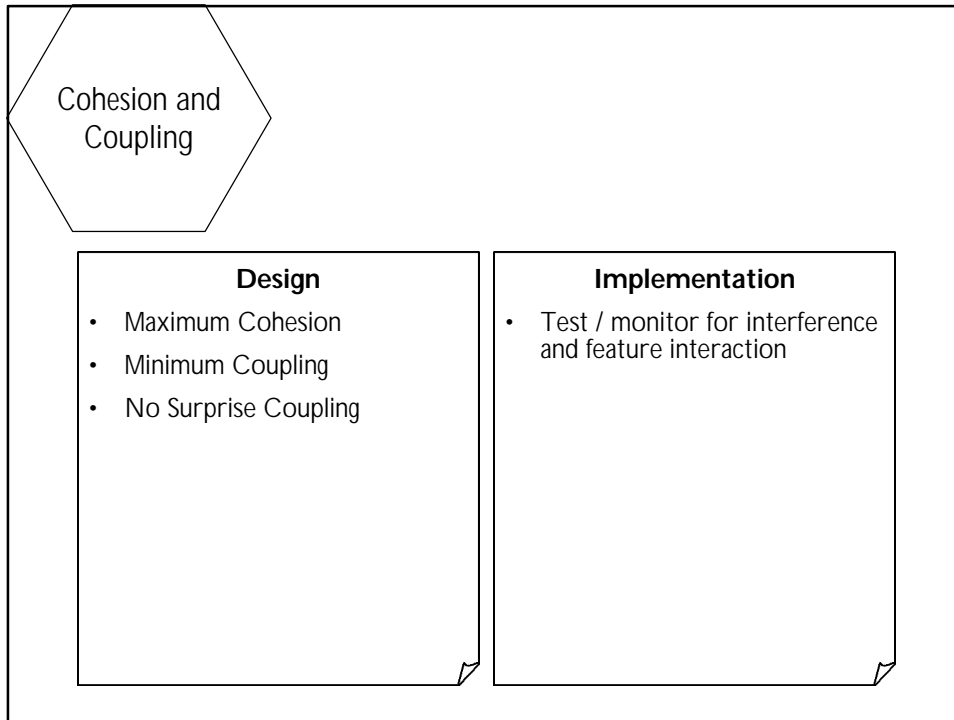 Cohesion and
Coupling
Design
• Maximum Cohesion
• Minimum Coupling
• No Surprise Coupling
Implementation
• Test / monitor for interference
and feature interaction